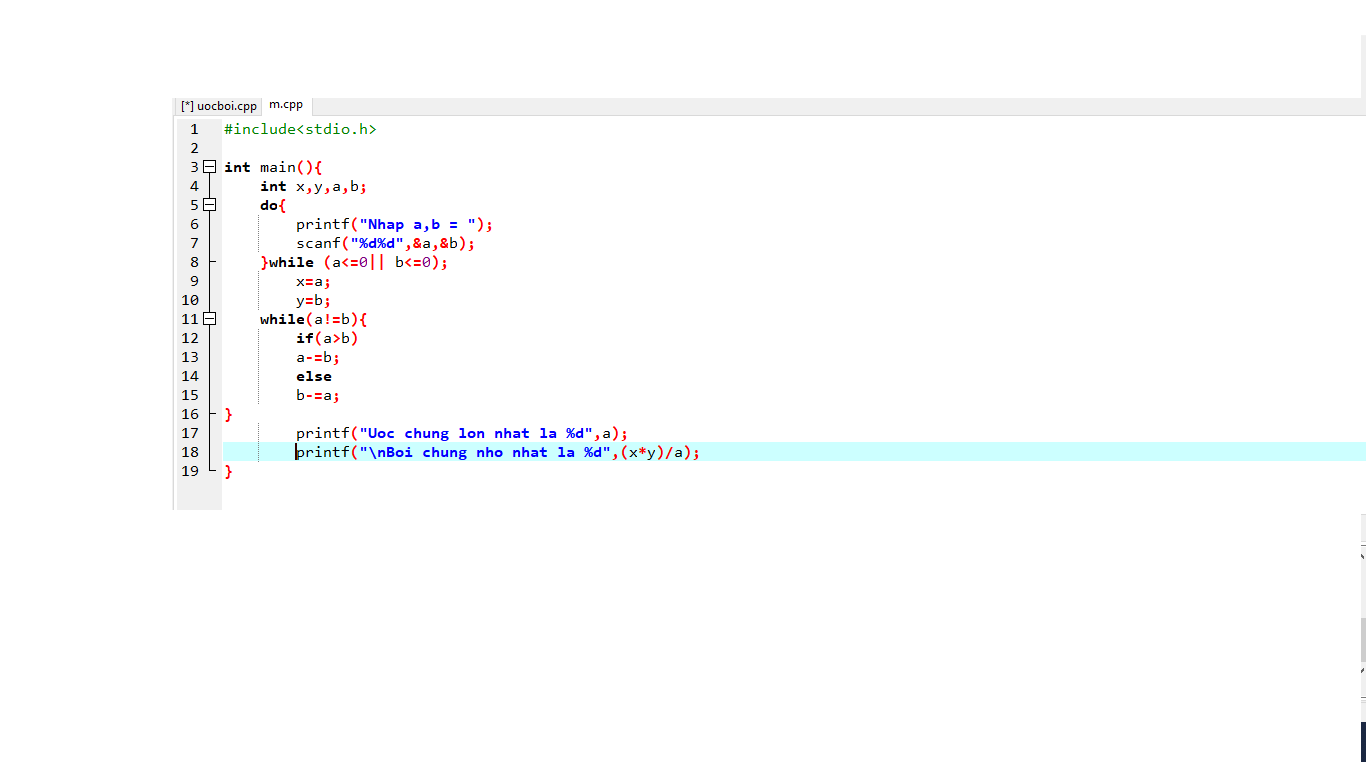 [*] uocboi.cpp m.cpp
1 #include<stdio.h>
2
3 int main(){
4 int x,y,a,b;
5 do{
6 printf("Nhap a,b = ");
7 scanf("%d%d",&a,&b);
8 }while (a<=0|| b<=0);
9 x=a;
10 y=b;
11 while(a!=b){
12 if(a>b)
13 a-=b;
14 else
15 b-=a;
16 }
17 printf("Uoc chung lon nhat la %d",a);
18 printf("\nBoi chung nho nhat la %d",(x*y)/a);
19 }